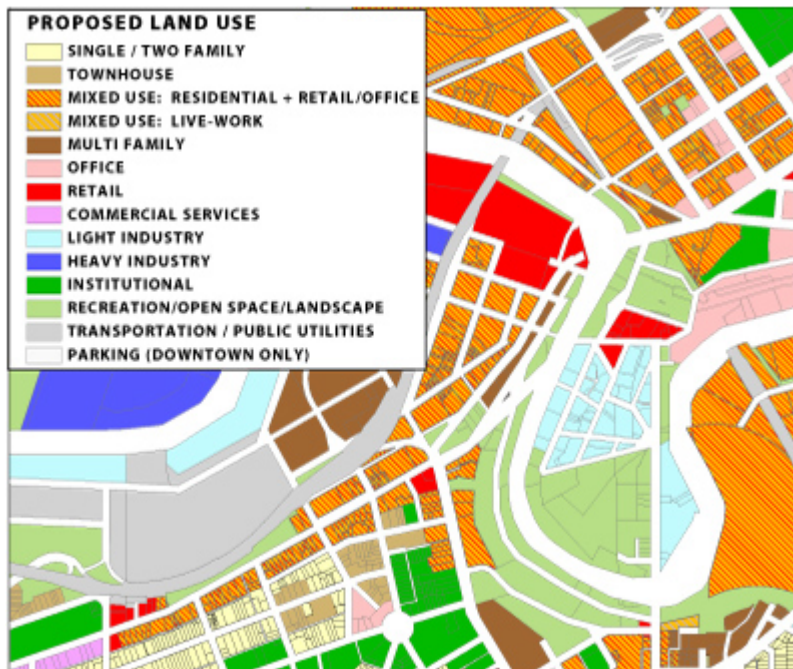 PROPOSED LAND USE
SINGLE / TWO FAMILY
TOWNHOUSE
MIXED USE: RESIDENTIAL + RETAIL/OFFICE
MIXED USE: LIVE-WORK
MULTI FAMILY
OFFICE
RETAIL
COMMERCIAL SERVICES
LIGHT INDUSTRY
HEAVY INDUSTRY
INSTITUTIONAL
RECREATION/OPEN SPACE/LANDSCAPE
TRANSPORTATION / PUBLIC UTILITIES
PARKING (DOWNTOWN ONLY)